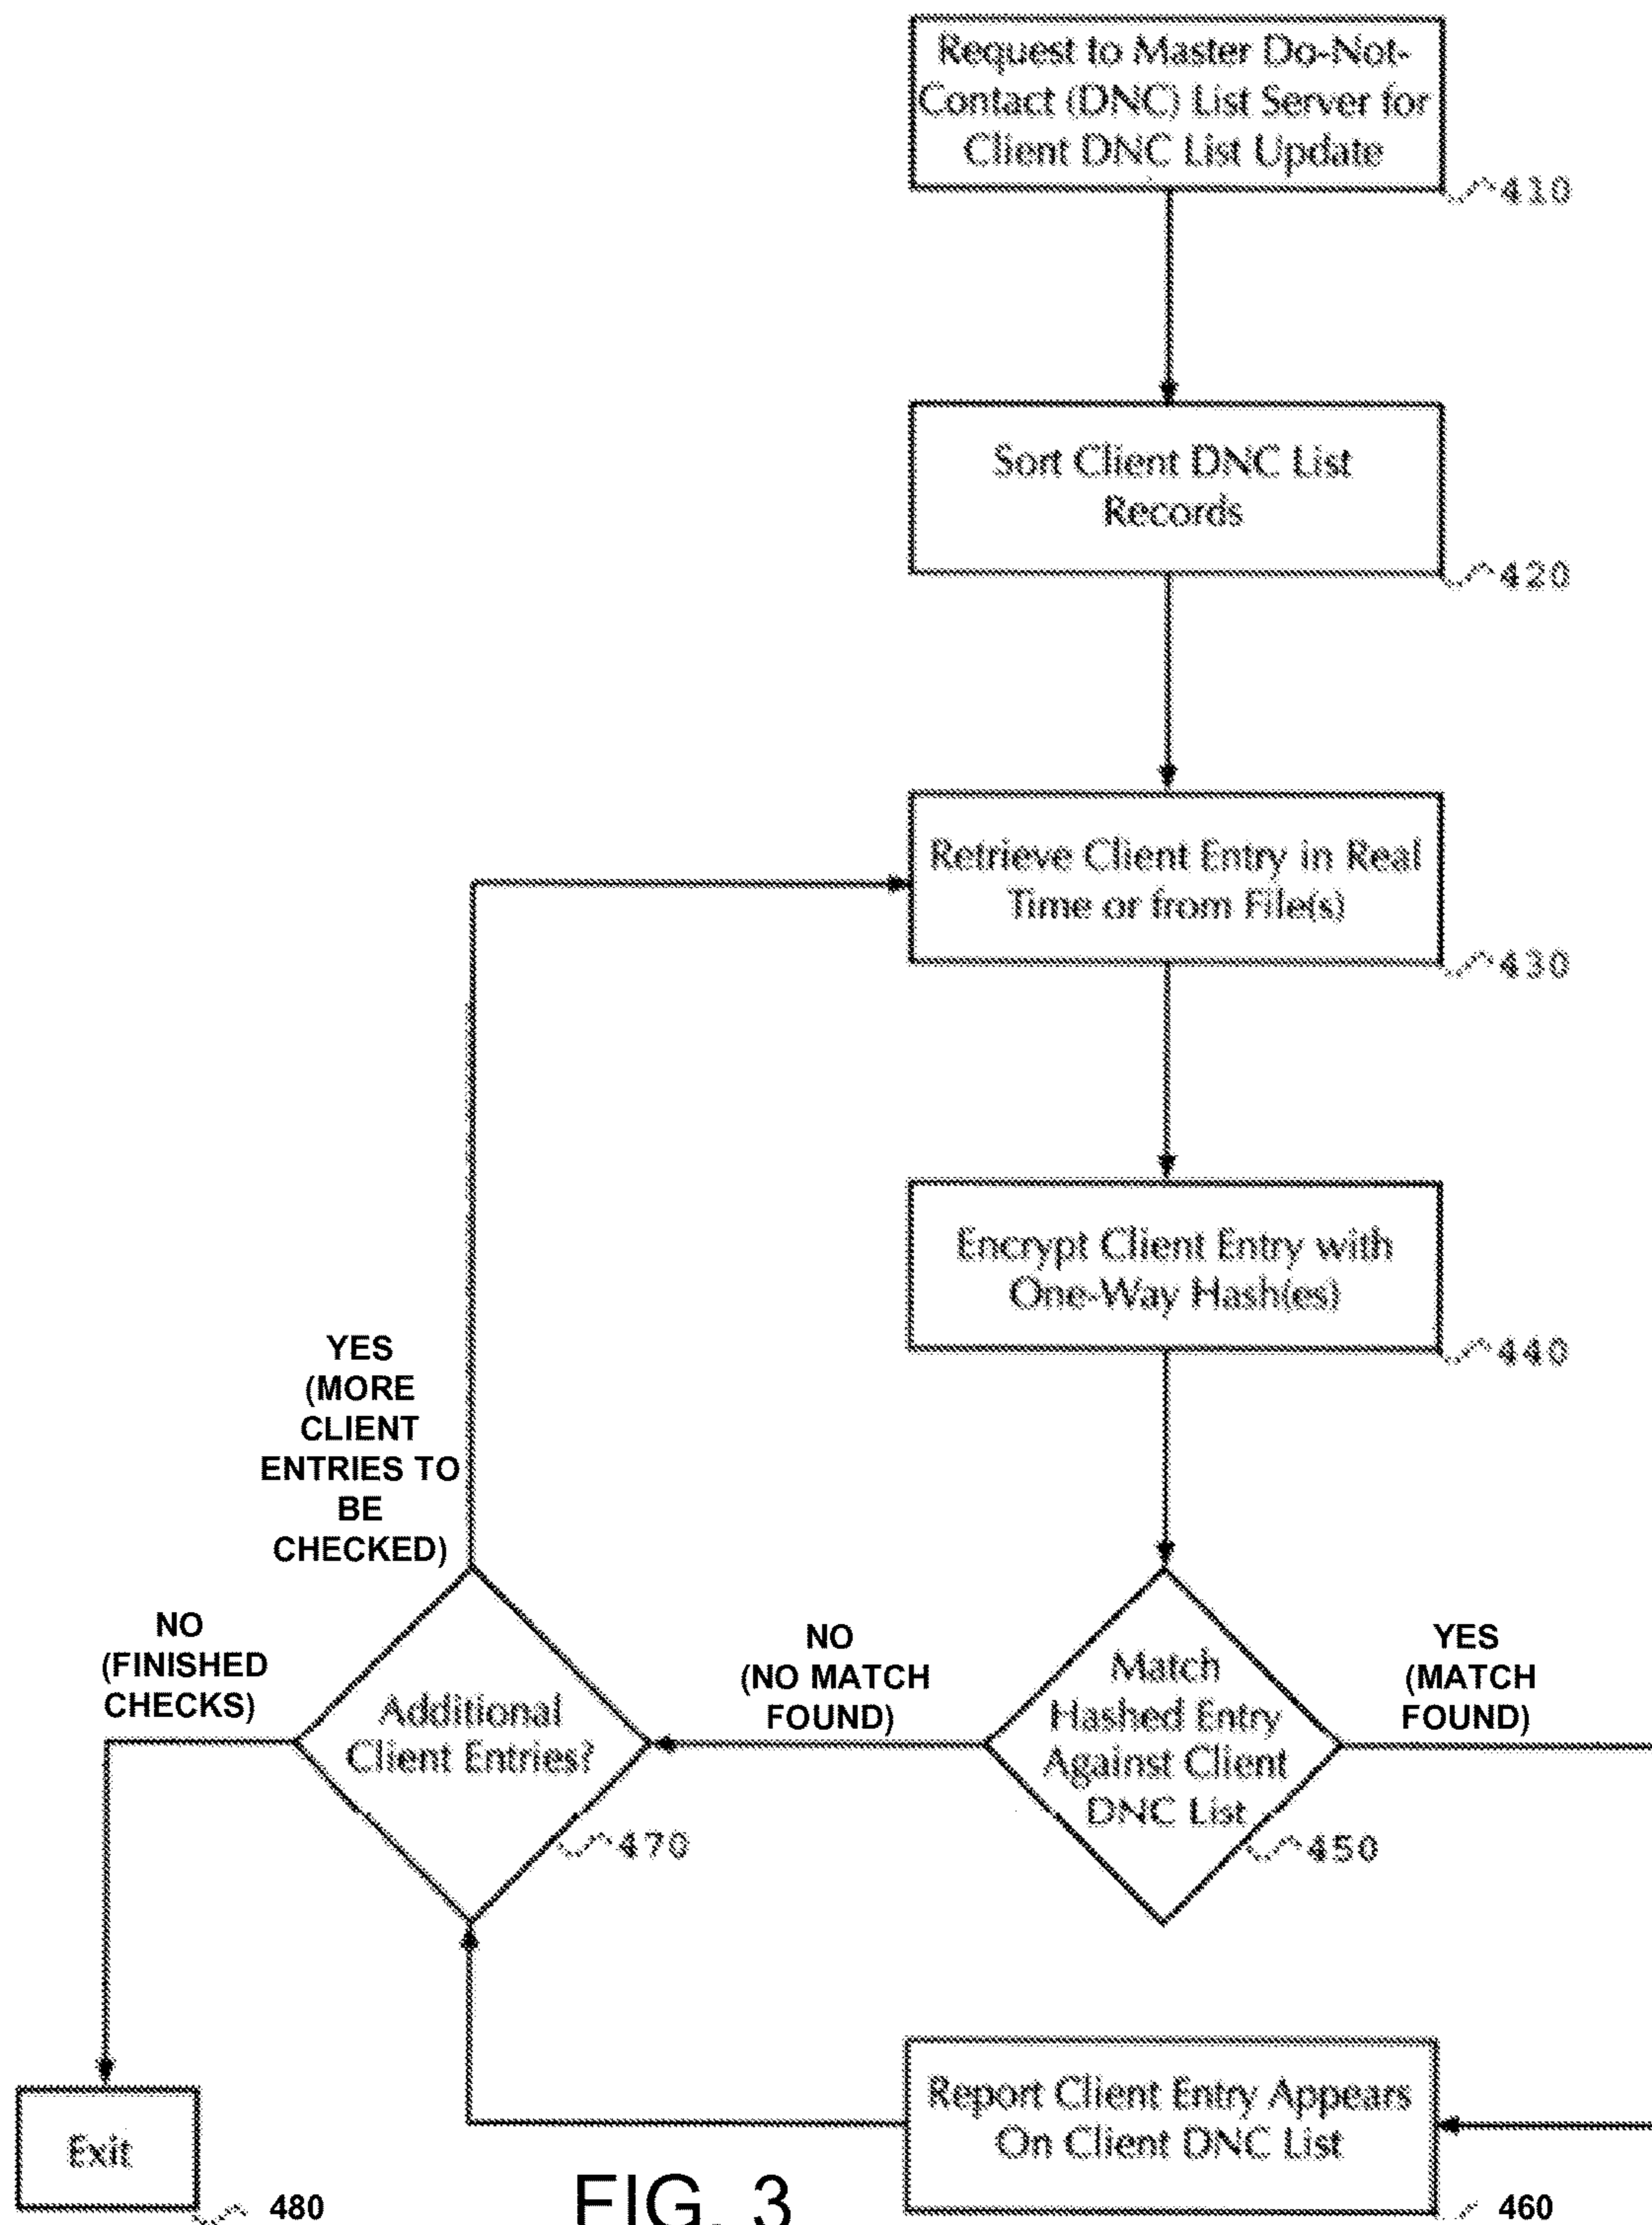 Request to Master Do-Not-
Contact (DNC) List Server for
Client DNC List Update
410
Sort Client DNC List
Records
420
Retrieve Client Entry in Real
Time or from File(s)
430
Encrypt Client Entry with
One-Way Hash(es)
440
YES
(MORE
CLIENT
ENTRIES TO
BE
CHECKED)
NO
(FINISHED
CHECKS)
Additional
Client Entries?
470
NO
(NO MATCH
FOUND)
Match
Hashed Entry
Against Client
DNC List
450
YES
(MATCH
FOUND)
Report Client Entry Appears
On Client DNC List
460
Exit
480
FIG. 3